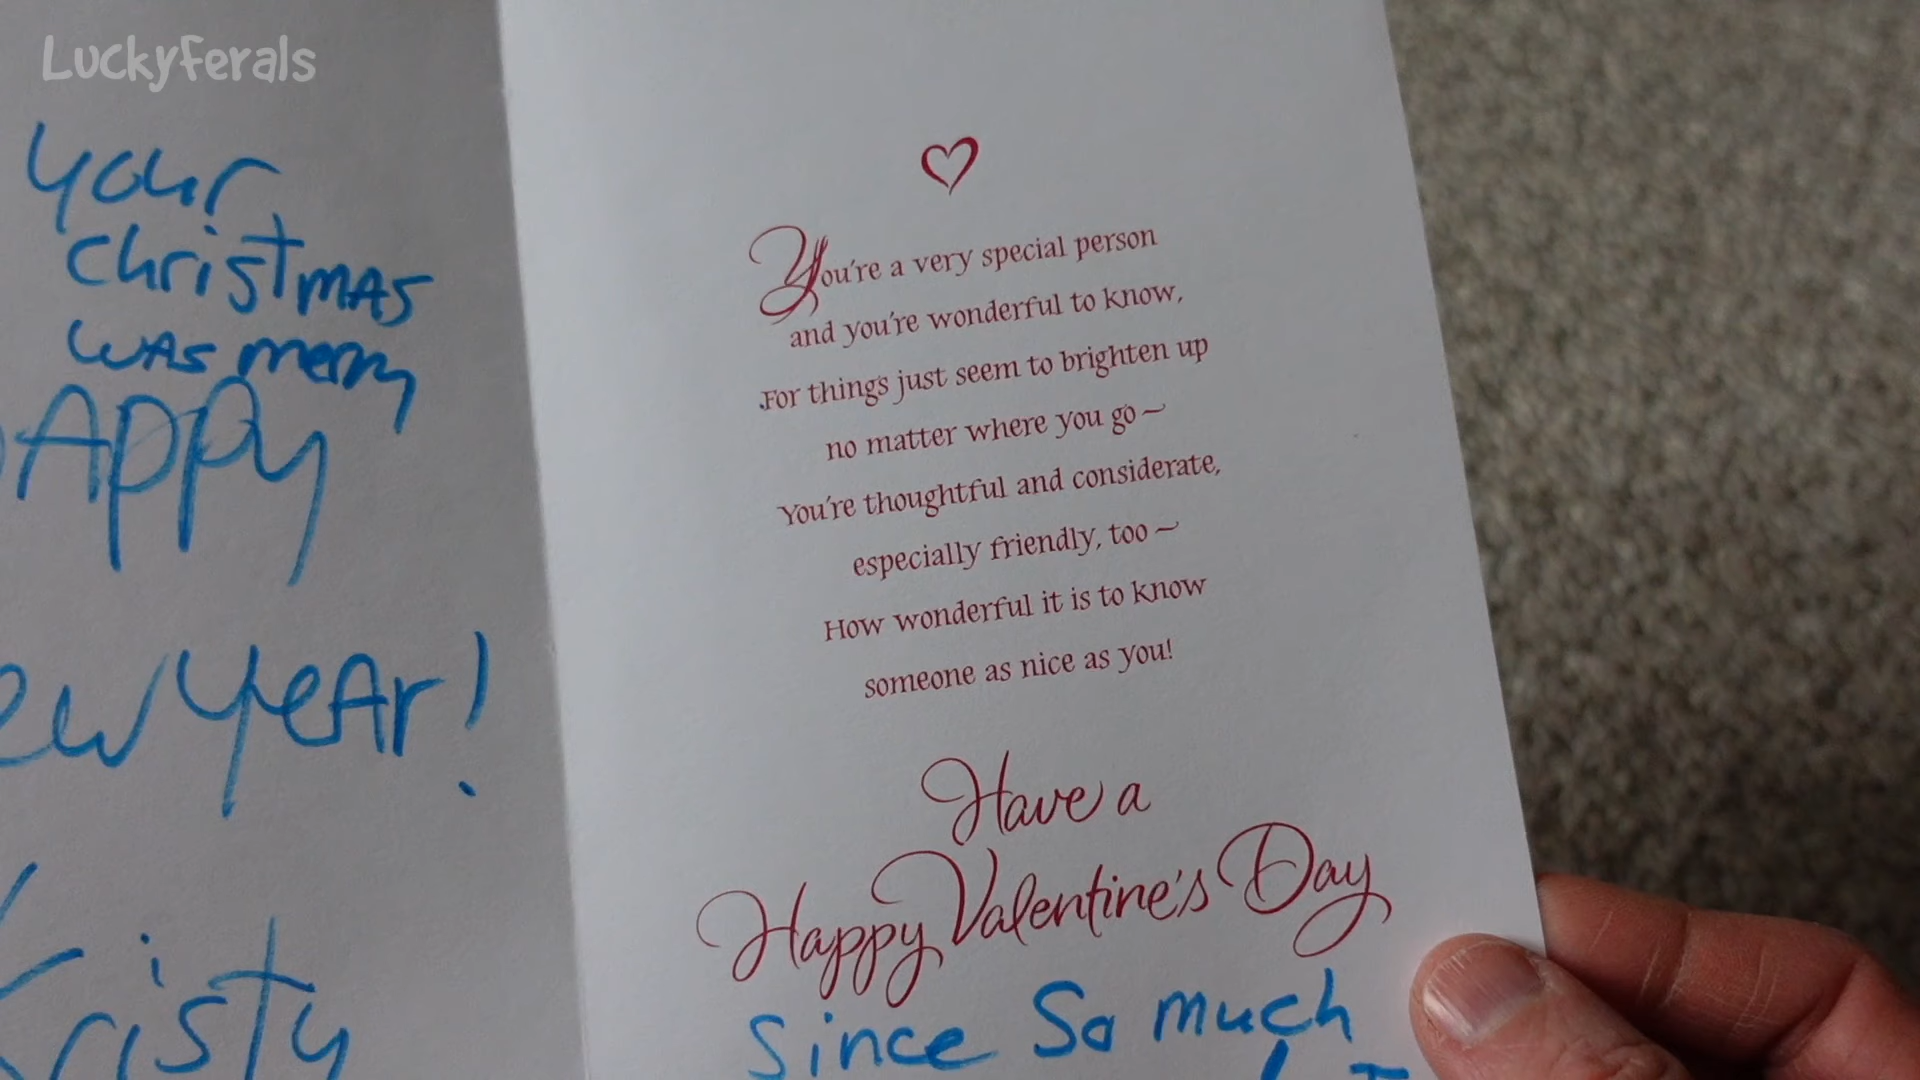 LuckyFerals
your
christmas
was merry
Happy
ew year!
Kristy
You're a very special person
and you're wonderful to know,
For things just seem to brighten up
no matter where you go ~
You're thoughtful and considerate,
especially friendly, too ~
How wonderful it is to know
someone as nice as you!
Have a
Happy Valentine's Day
since So much